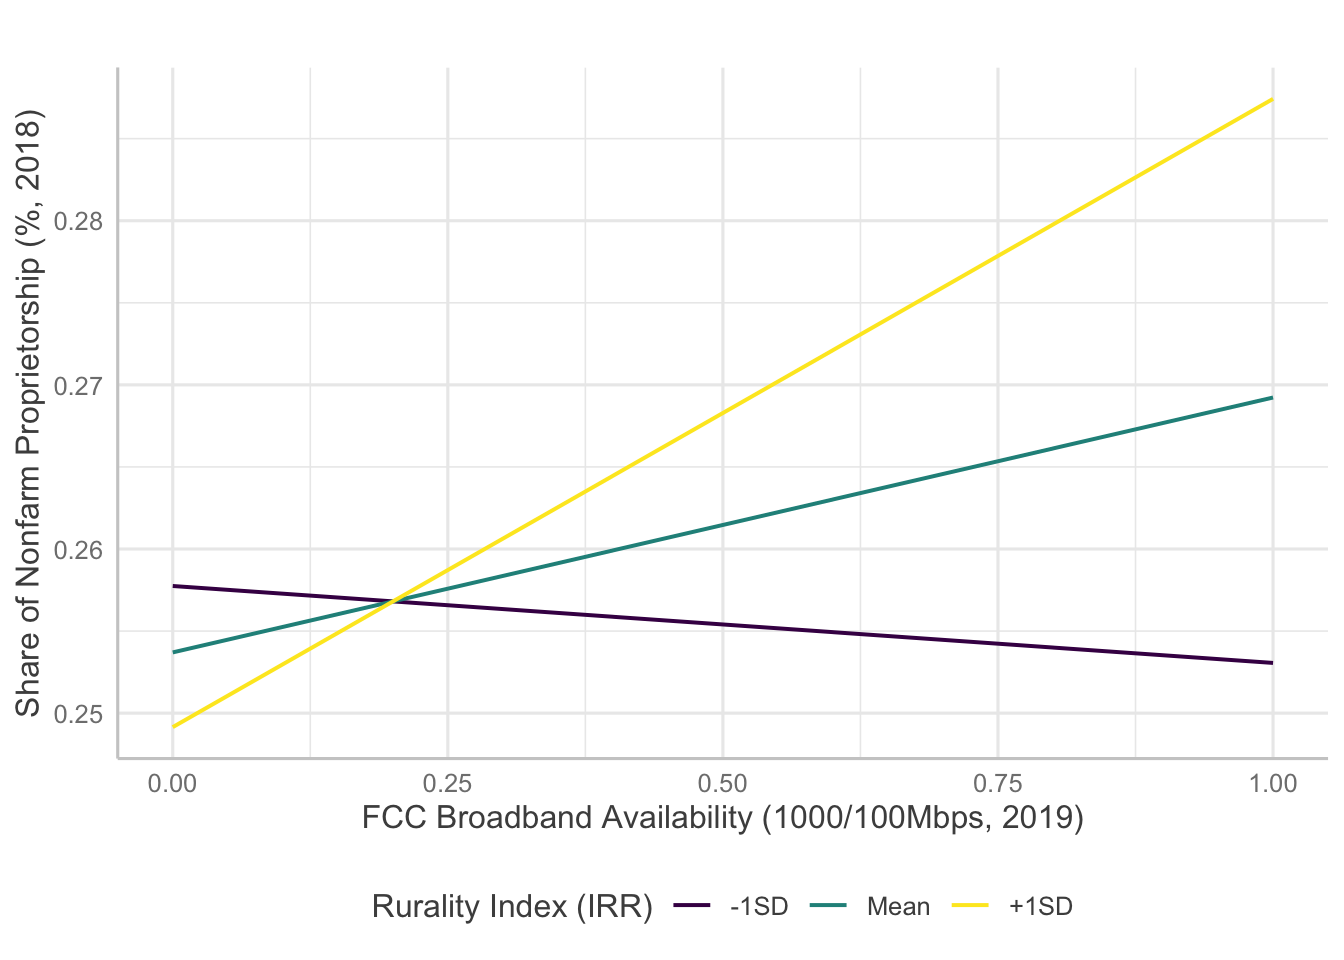 Share of Nonfarm Proprietorship (%, 2018)
0.28
0.27
0.26
0.25
0.00 0.25 0.50 0.75 1.00
FCC Broadband Availability (1000/100Mbps, 2019)
Rurality Index (IRR) -1SD Mean +1SD